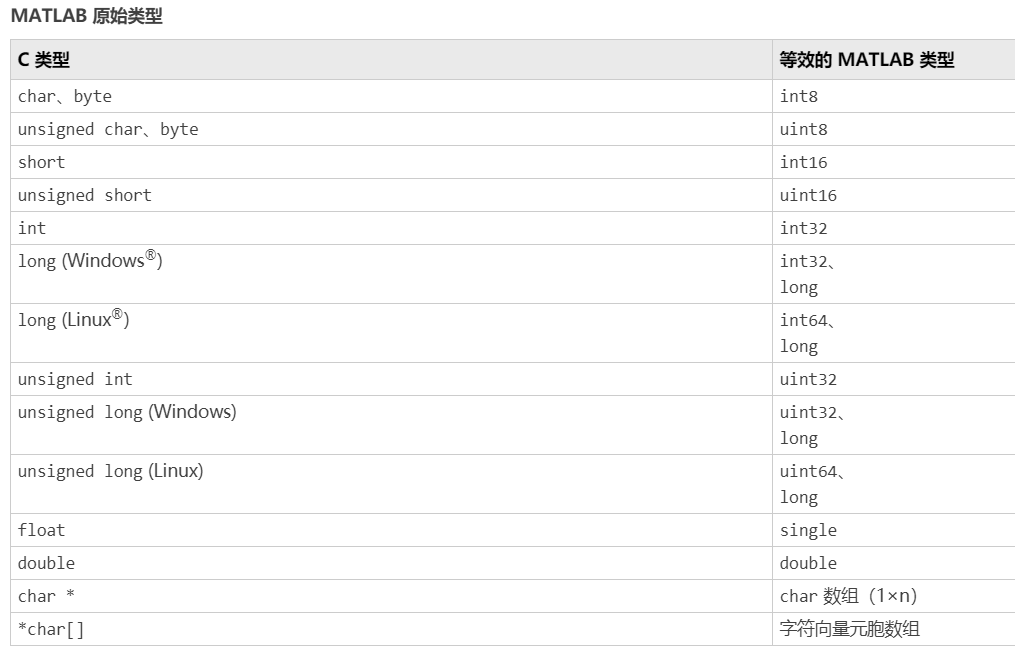 MATLAB 原始类型
C 类型 等效的 MATLAB 类型
char、byte int8
unsigned char、byte uint8
short int16
unsigned short uint16
int int32
long (Windows®) int32、
long
long (Linux®) int64、
long
unsigned int uint32
unsigned long (Windows) uint32、
long
unsigned long (Linux) uint64、
long
float single
double double
char * char 数组（1×n）
*char[] 字符向量元胞数组